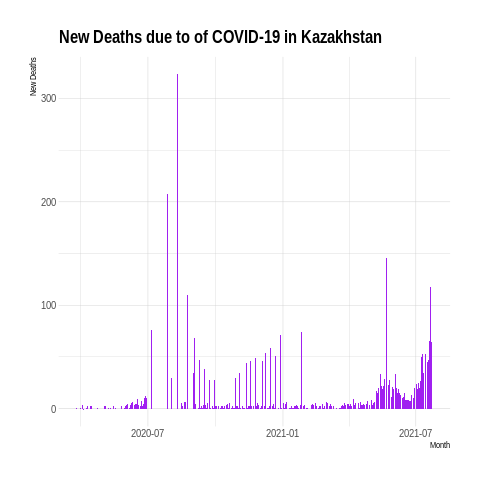 New Deaths due to of COVID-19 in Kazakhstan
New Deaths
300
200
100
0
2020-07
2021-01
2021-07
Month